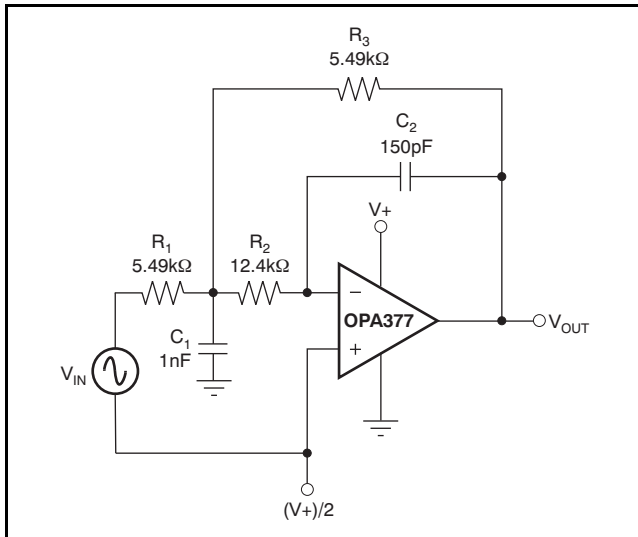 R3
5.49kΩ
C2
150pF
V+
R1
5.49kΩ
R2
12.4kΩ
−
OPA377
+
C1
1nF
VIN
VOUT
(V+)/2